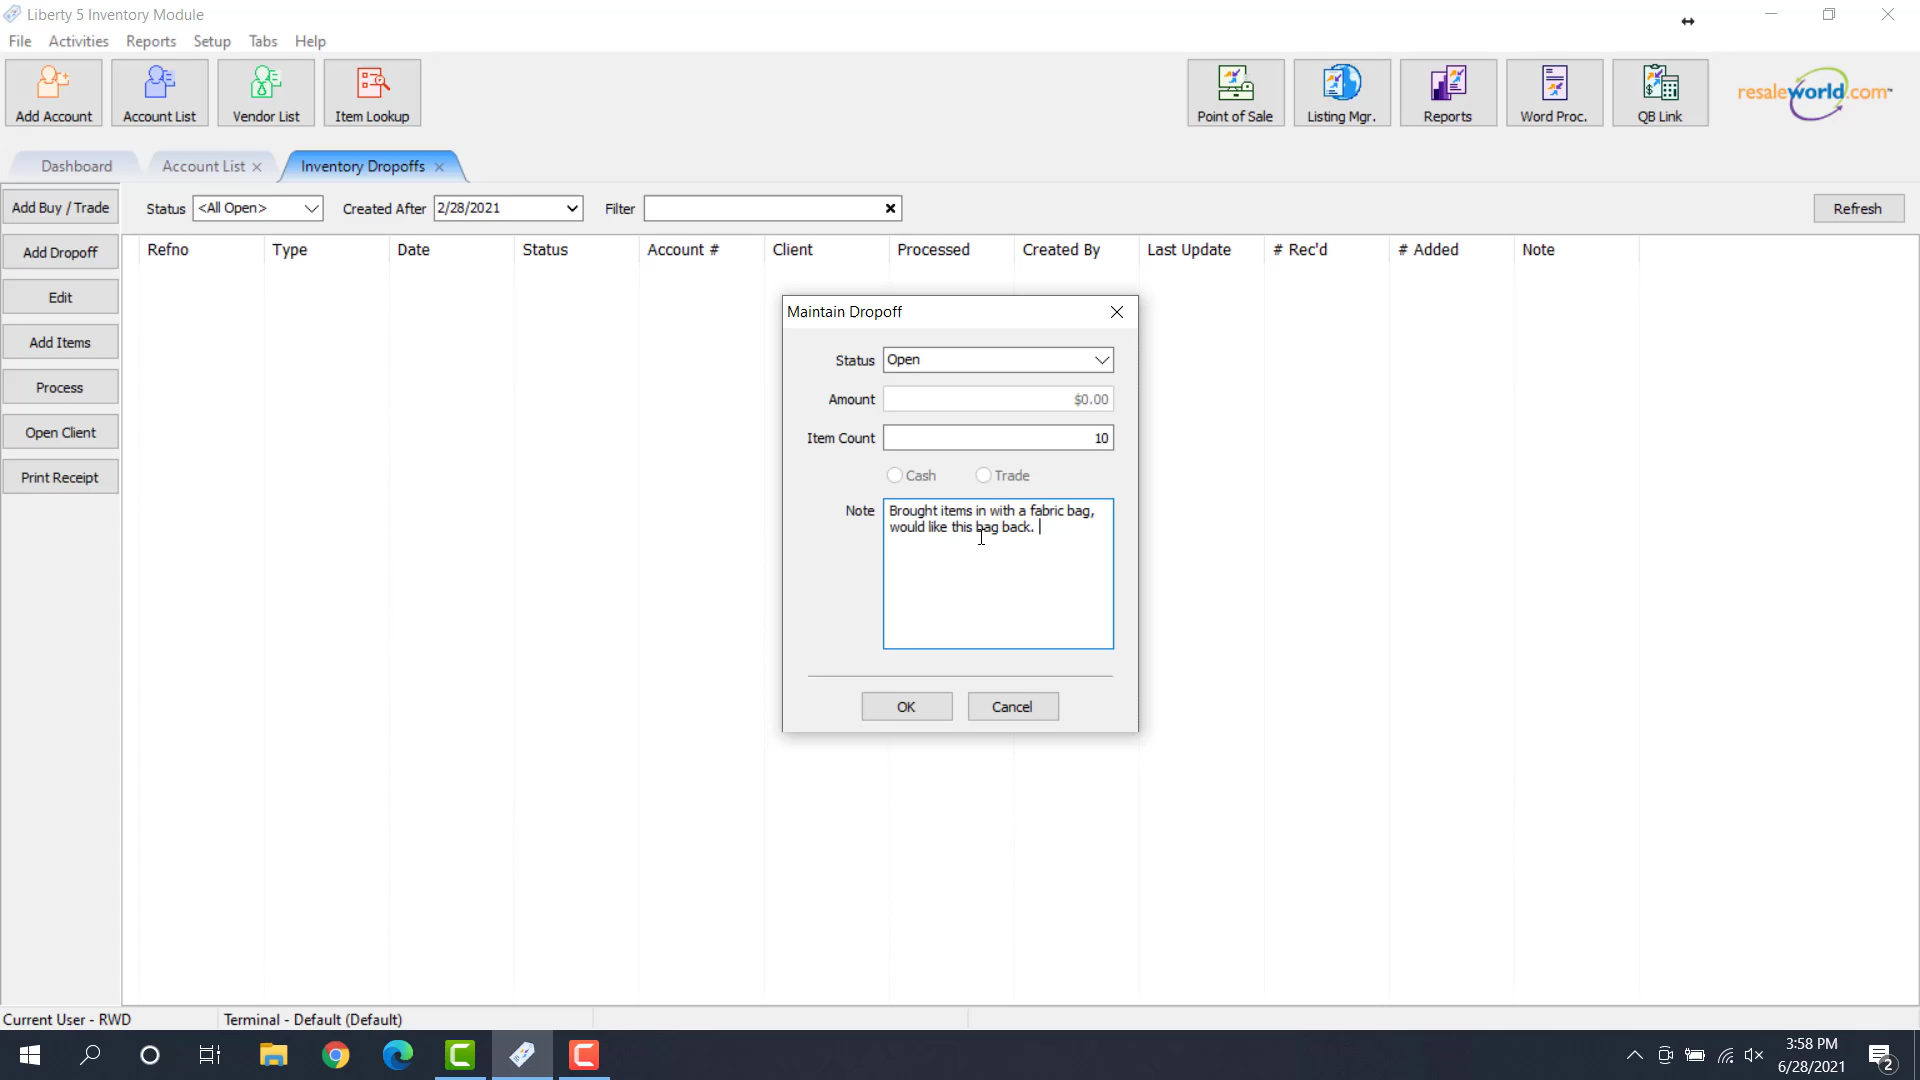 Liberty 5 Inventory Module
File Activities Reports Setup Tabs Help
Add Account Account List Vendor List Item Lookup Point of Sale Listing Mgr. Reports Word Proc. QB Link resaleworld.com™
Dashboard Account List Inventory Dropoffs
Add Buy / Trade Status <All Open> Created After 2/28/2021 Filter Refresh
Add Dropoff Refno Type Date Status Account # Client Processed Created By Last Update # Rec'd # Added Note
Edit
Add Items
Process
Open Client
Print Receipt
Maintain Dropoff
Status Open
Amount $0.00
Item Count 10
Cash Trade
Note Brought items in with a fabric bag,
would like this bag back.
OK Cancel
Current User - RWD Terminal - Default (Default)
3:58 PM
6/28/2021
2